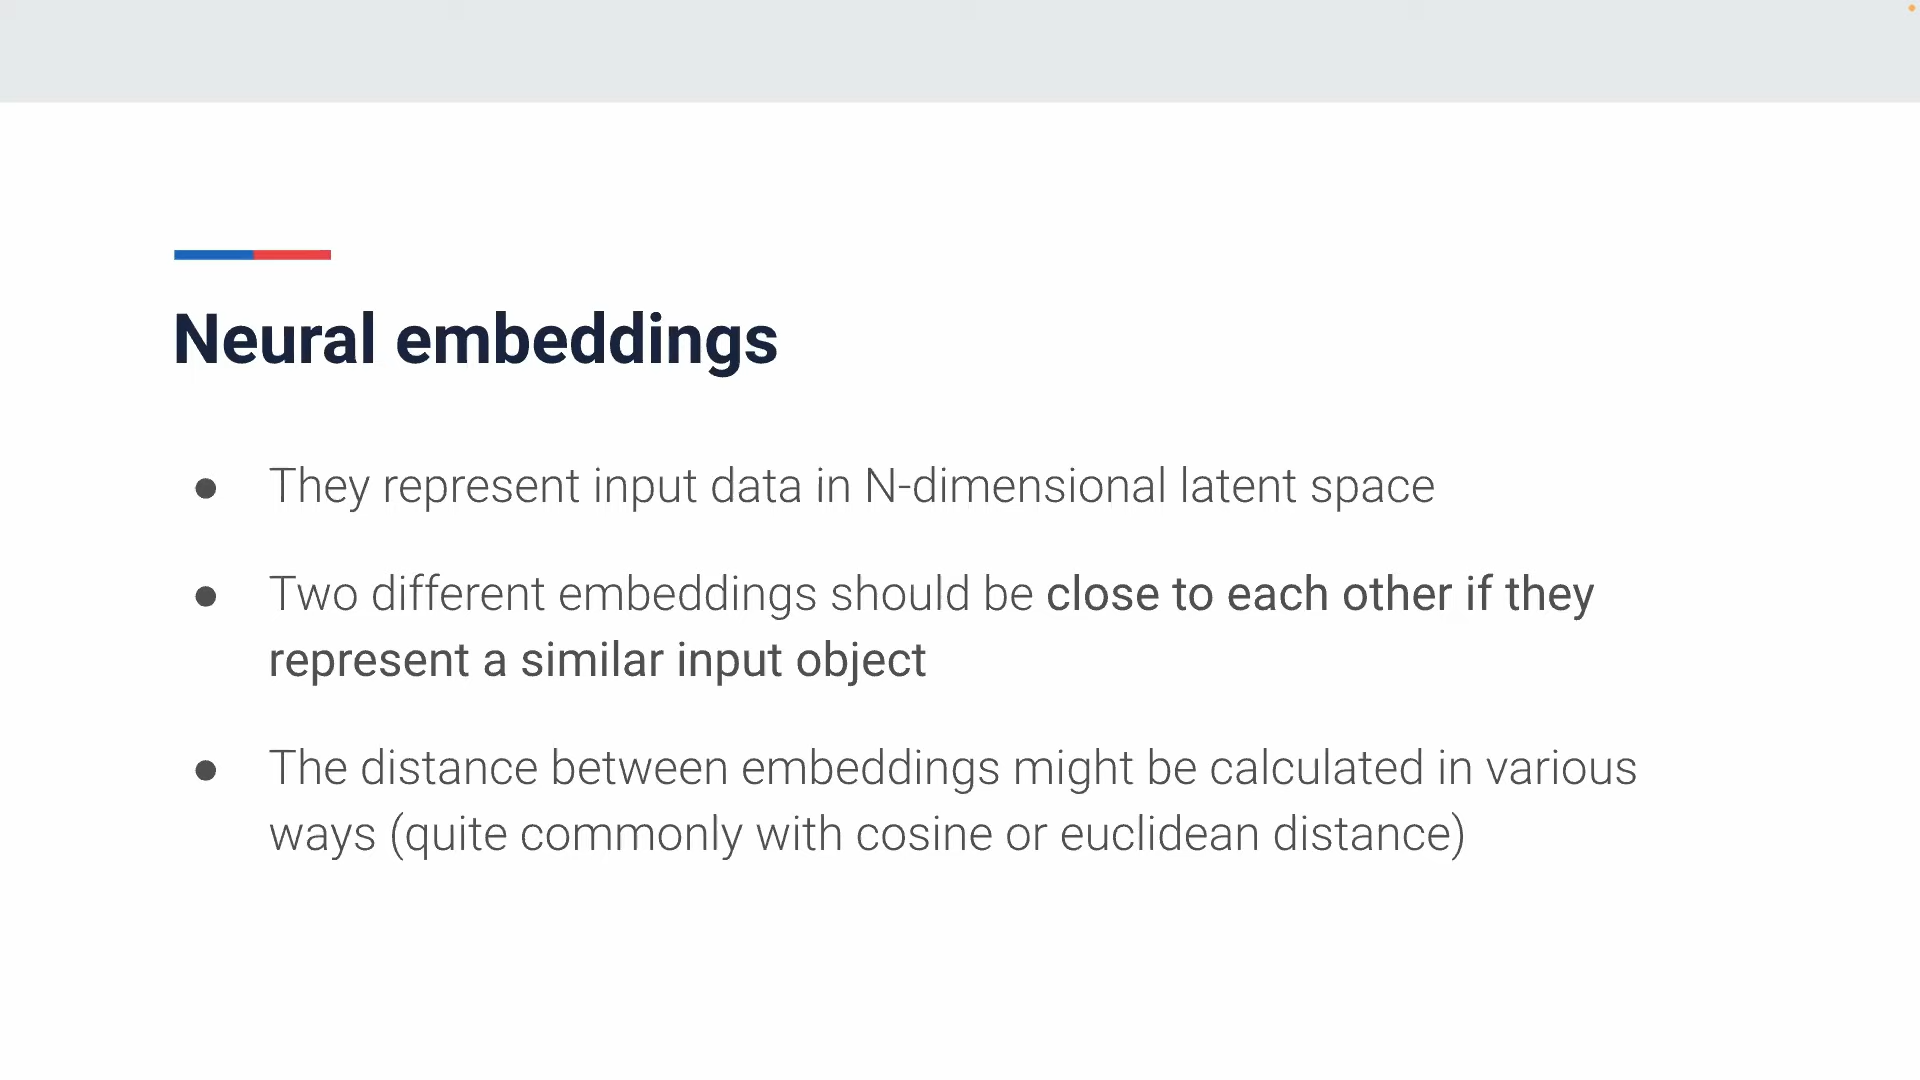 Neural embeddings
● They represent input data in N-dimensional latent space
● Two different embeddings should be close to each other if they
represent a similar input object
● The distance between embeddings might be calculated in various
ways (quite commonly with cosine or euclidean distance)